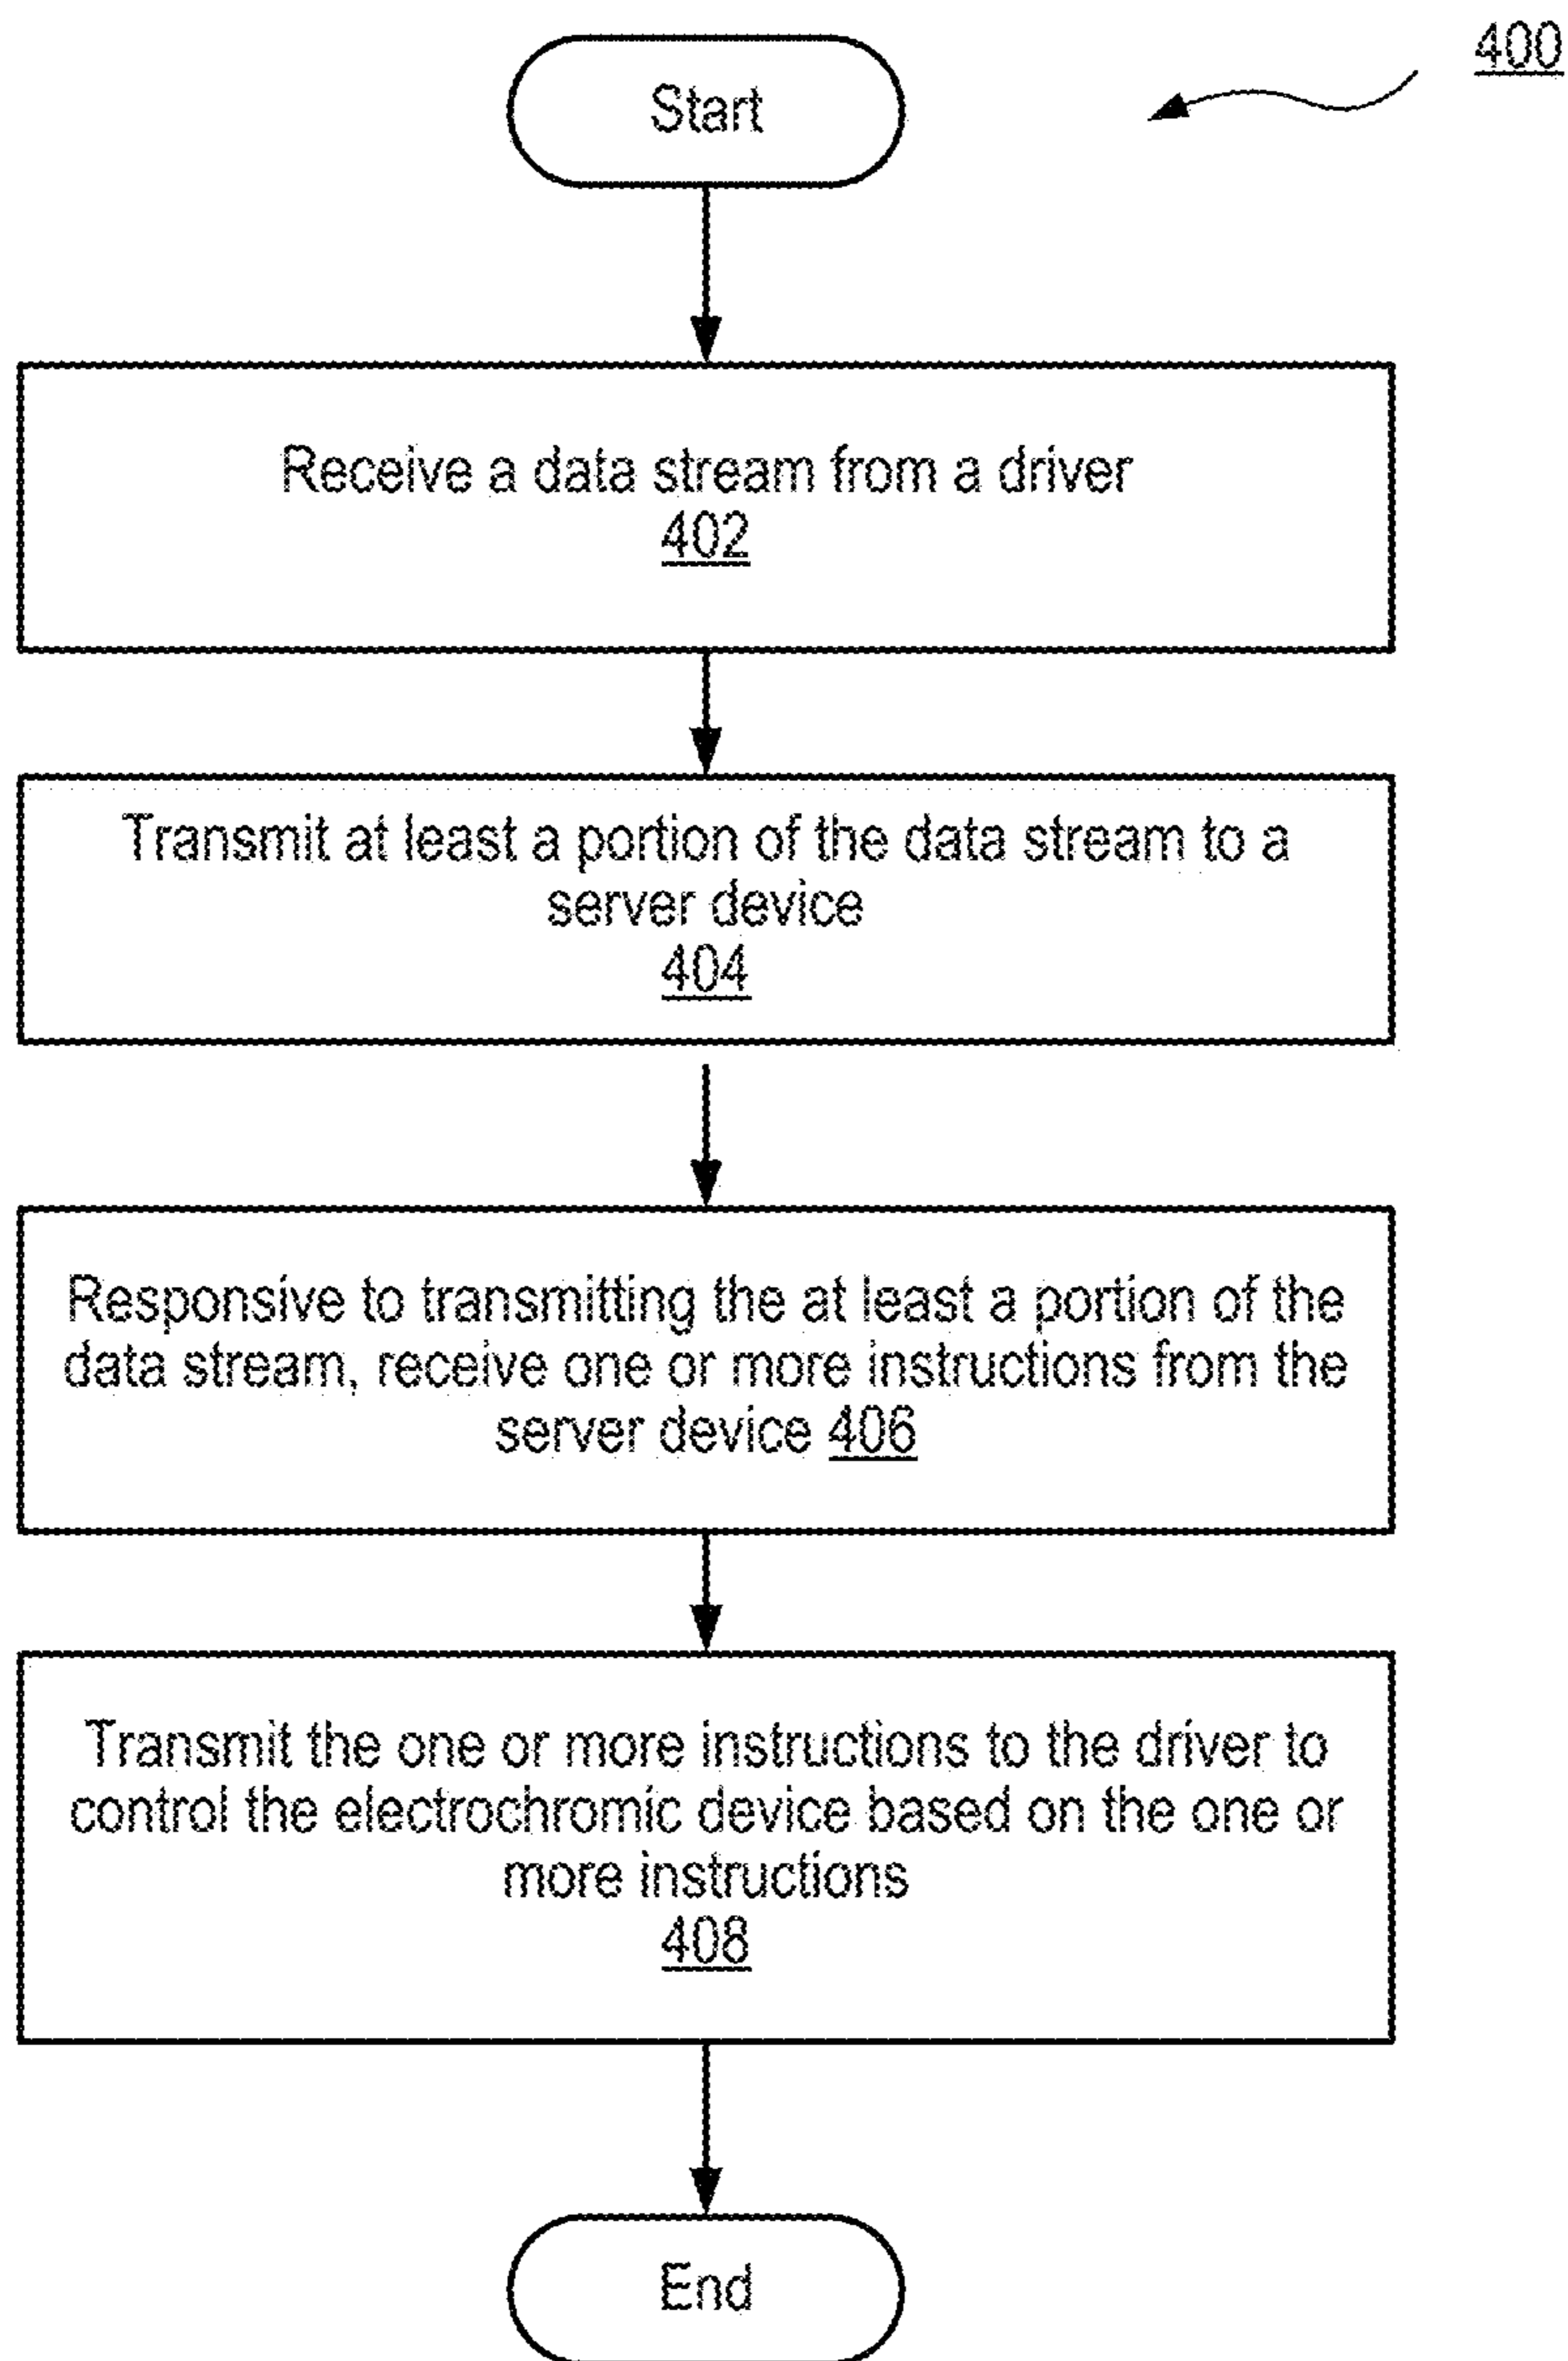 400
Start
Receive a data stream from a driver
402
Transmit at least a portion of the data stream to a
server device
404
Responsive to transmitting the at least a portion of the
data stream, receive one or more instructions from the
server device 406
Transmit the one or more instructions to the driver to
control the electrochromic device based on the one or
more instructions
408
End